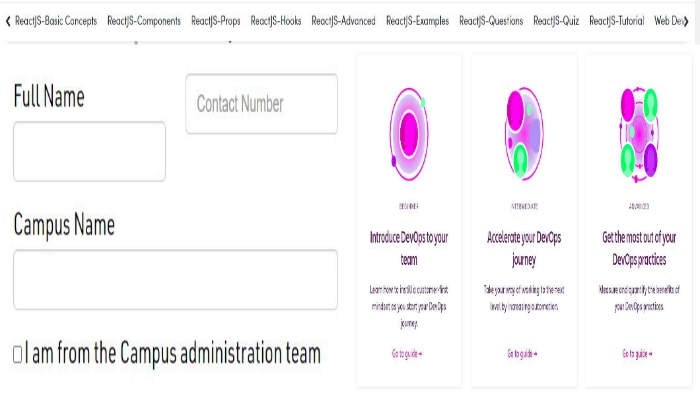 ReactJS-Basic Concepts ReactJS-Components ReactJS-Props ReactJS-Hooks ReactJS-Advanced ReactJS-Examples ReactJS-Questions ReactJS-Quiz ReactJS-Tutorial Web Dev
Full Name
Contact Number
Campus Name
I am from the Campus administration team
BEGINNER
Introduce DevOps to your
team
Learn how to instill a customer-first
mindset as you start your DevOps
journey.
Go to guide→
INTERMEDIATE
Accelerate your DevOps
journey
Take your way of working to the next
level by increasing automation.
Go to guide→
ADVANCED
Get the most out of your
DevOps practices
Measure and quantify the benefits of
your DevOps practices.
Go to guide→